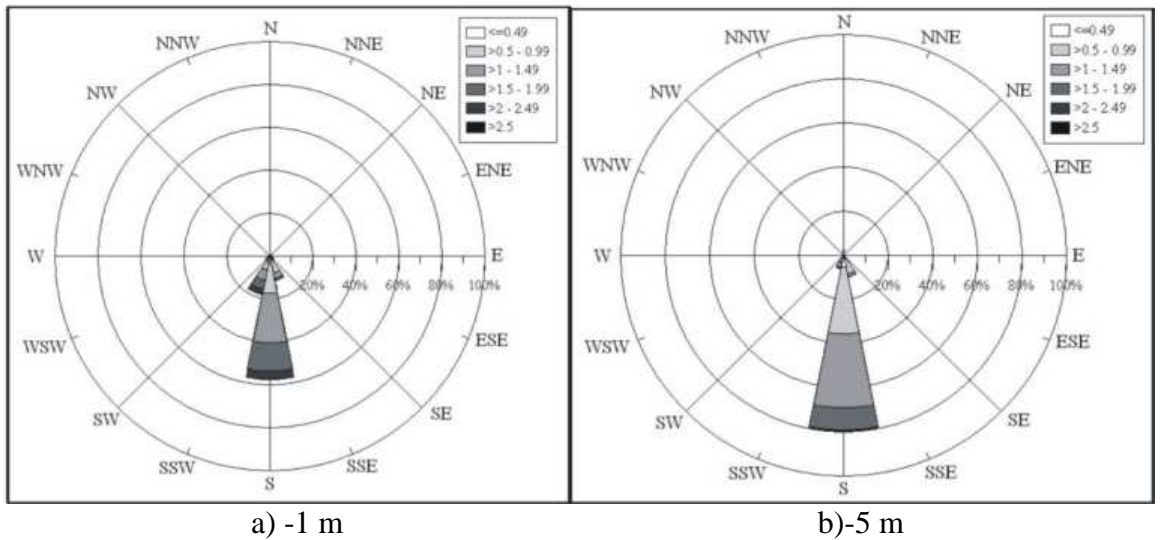 N
NNW
NNE
NW
NE
WNW
ENE
W
E
20%
40%
60%
80%
100%
WSW
ESE
SW
SE
SSW
SSE
S
<=0.49
>0.5 - 0.99
>1 - 1.49
>1.5 - 1.99
>2 - 2.49
>2.5
a) -1 m
N
NNW
NNE
NW
NE
WNW
ENE
W
E
20%
40%
60%
80%
100%
WSW
ESE
SW
SE
SSW
SSE
S
<=0.49
>0.5 - 0.99
>1 - 1.49
>1.5 - 1.99
>2 - 2.49
>2.5
b)-5 m